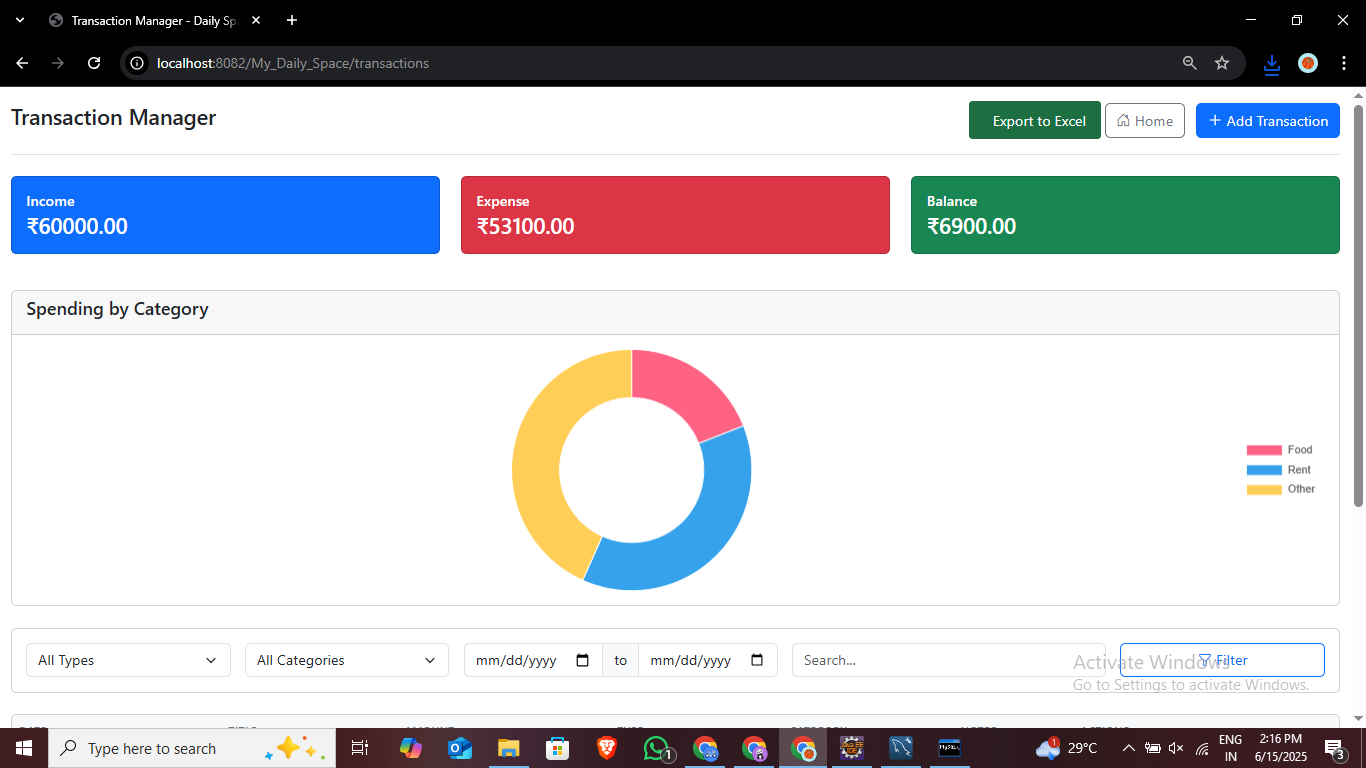 Transaction Manager - Daily Sp
localhost:8082/My_Daily_Space/transactions
Transaction Manager
Export to Excel
Home
+ Add Transaction
Income
₹60000.00
Expense
₹53100.00
Balance
₹6900.00
Spending by Category
Food
Rent
Other
All Types
All Categories
mm/dd/yyyy
to
mm/dd/yyyy
Search...
Filter
Activate Windows
Go to Settings to activate Windows.
Type here to search
1
1
29°C
ENG
IN
2:16 PM
6/15/2025
3